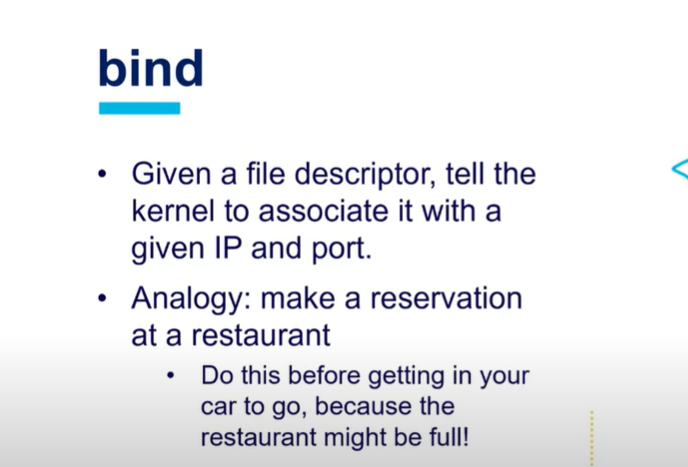 bind
• Given a file descriptor, tell the
kernel to associate it with a
given IP and port.
• Analogy: make a reservation
at a restaurant
• Do this before getting in your
car to go, because the
restaurant might be full!